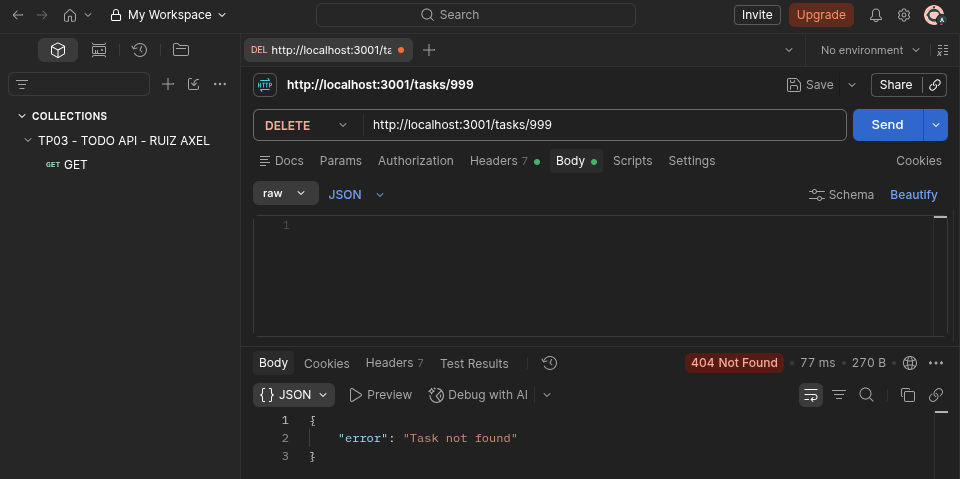 My Workspace
Search
Invite
Upgrade
DEL http://localhost:3001/ta
No environment
COLLECTIONS
TP03 - TODO API - RUIZ AXEL
GET GET
HTTP http://localhost:3001/tasks/999
Save
Share
DELETE http://localhost:3001/tasks/999
Send
Docs Params Authorization Headers 7 Body Scripts Settings Cookies
raw JSON Schema Beautify
1
Body Cookies Headers 7 Test Results 404 Not Found • 77 ms • 270 B
{} JSON Preview Debug with AI
1 {
2 "error": "Task not found"
3 }